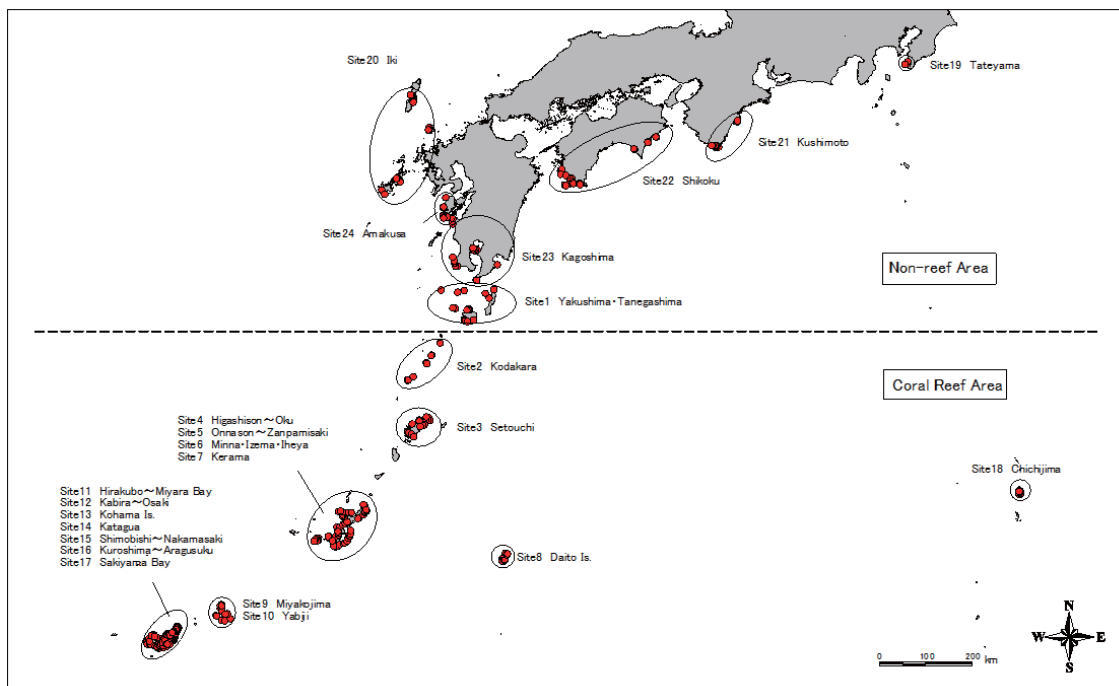 Site20 Iki
Site19 Tateyama
Site21 Kushimoto
Site22 Shikoku
Site24 Amakusa
Site23 Kagoshima
Non-reef Area
Site1 Yakushima・Tanegashima
Site2 Kodakara
Coral Reef Area
Site4 Higashison～Oku
Site5 Onnason～Zanpamisaki
Site6 Minna・Izema・Iheya
Site7 Kerama
Site3 Setouchi
Site18 Chichijima
Site11 Hirakubo～Miyara Bay
Site12 Kabira～Osaki
Site13 Kohama Is.
Site14 Katagua
Site15 Shimobishi～Nakamasaki
Site16 Kuroshima～Aragusuku
Site17 Sakiyama Bay
Site8 Daito Is.
Site9 Miyakojima
Site10 Yabiji
N
W E
S
0 100 200
km